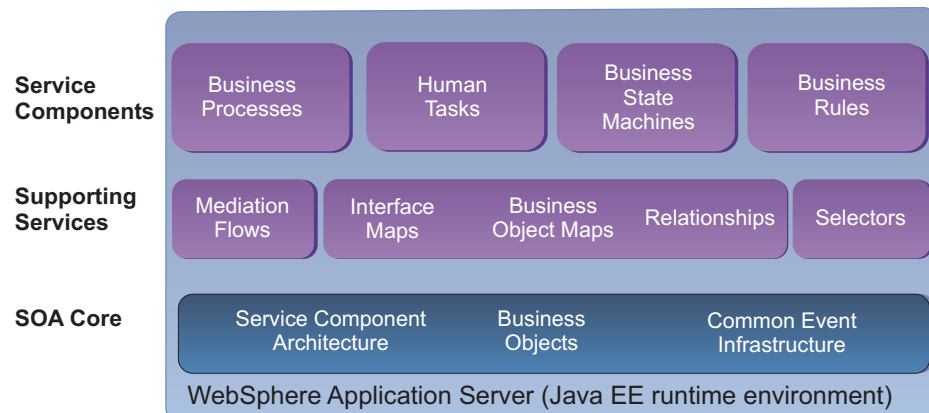 Service
Components
Business
Processes
Human
Tasks
Business
State
Machines
Business
Rules
Supporting
Services
Mediation
Flows
Interface
Maps
Business
Object Maps
Relationships
Selectors
SOA Core
Service Component
Architecture
Business
Objects
Common Event
Infrastructure
WebSphere Application Server (Java EE runtime environment)